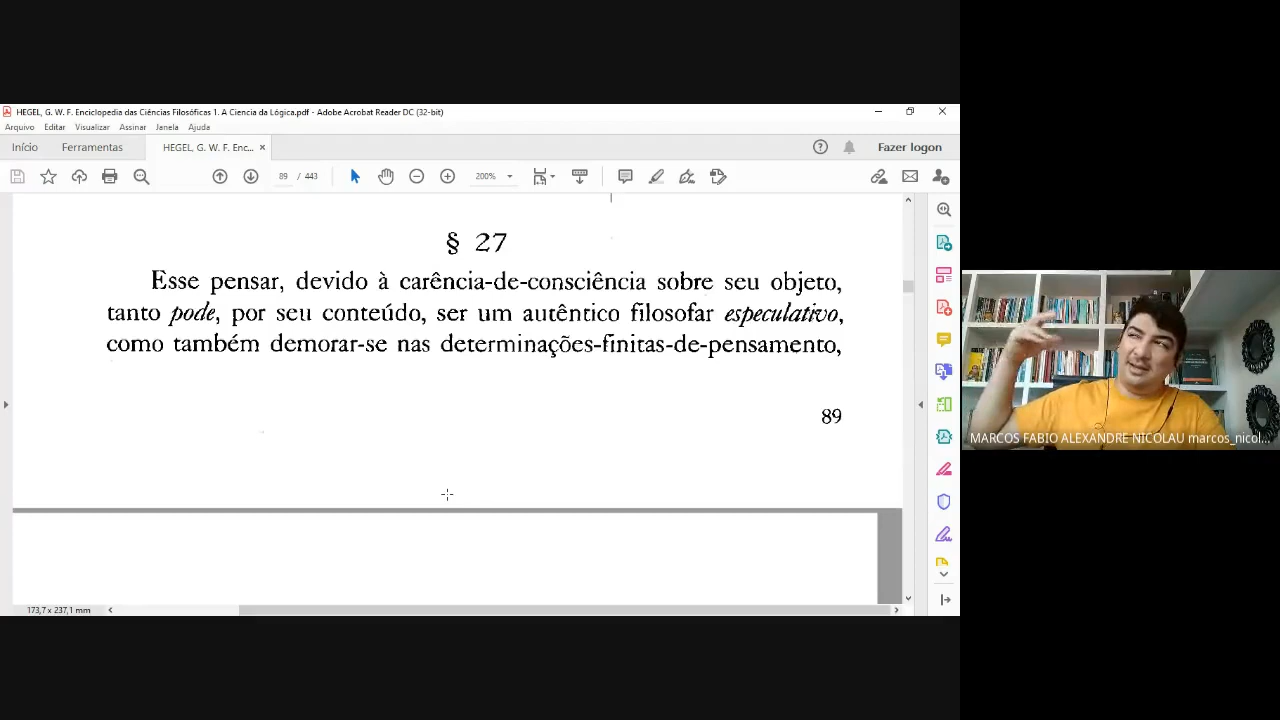 HEGEL, G. W. F. Enciclopedia das Ciências Filosóficas 1. A Ciencia da Lógica.pdf - Adobe Acrobat Reader DC (32-bit)
Arquivo Editar Visualizar Assinar Janela Ajuda
Início Ferramentas HEGEL, G. W. F. Enc... × Fazer logon
89 / 443 200%
§ 27
Esse pensar, devido à carência-de-consciência sobre seu objeto,
tanto pode, por seu conteúdo, ser um autêntico filosofar especulativo,
como também demorar-se nas determinações-finitas-de-pensamento,
89
173,7 x 237,1 mm
MARCOS FABIO ALEXANDRE NICOLAU marcos_nicol...